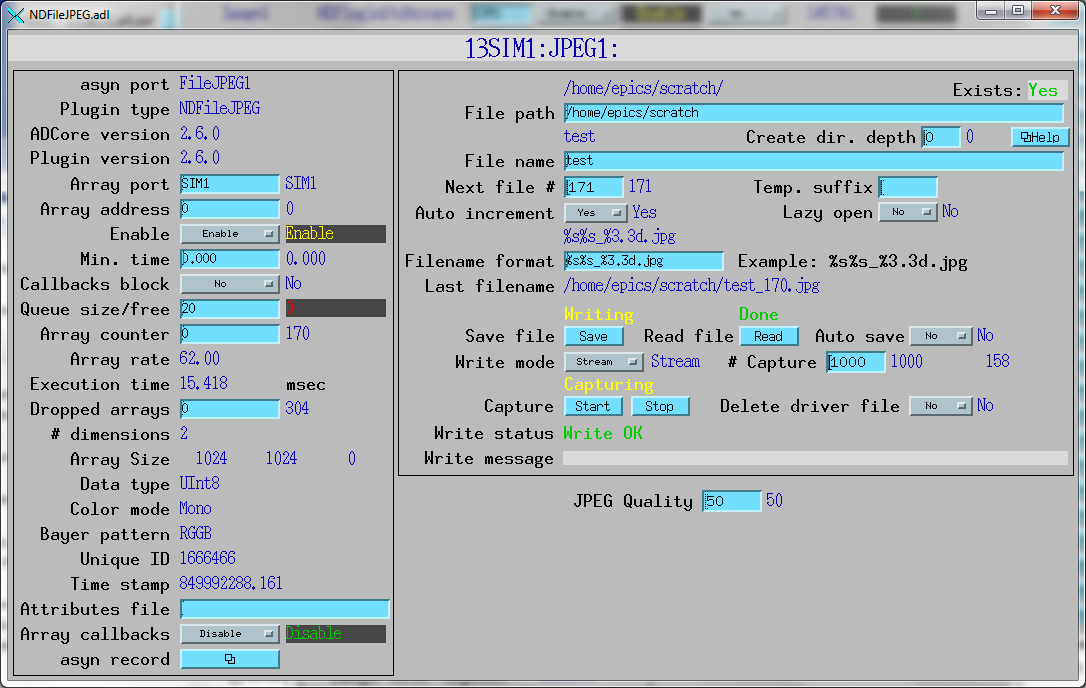 NDFileJPEG.adl
13SIM1:JPEG1:
asyn port FileJPEG1
Plugin type NDFileJPEG
ADCore version 2.6.0
Plugin version 2.6.0
Array port SIM1 SIM1
Array address 0 0
Enable Enable Enable
Min. time 0.000 0.000
Callbacks block No No
Queue size/free 20 0
Array counter 0 170
Array rate 62.00
Execution time 15.418 msec
Dropped arrays 0 304
# dimensions 2
Array Size 1024 1024 0
Data type UInt8
Color mode Mono
Bayer pattern RGGB
Unique ID 1666466
Time stamp 849992288.161
Attributes file
Array callbacks Disable Disable
asyn record
/home/epics/scratch/ Exists: Yes
File path /home/epics/scratch
test Create dir. depth 0 0 Help
File name test
Next file # 171 171 Temp. suffix
Auto increment Yes Yes Lazy open No No
%s%s_%3.3d.jpg
Filename format %s%s_%3.3d.jpg Example: %s%s_%3.3d.jpg
Last filename /home/epics/scratch/test_170.jpg
Writing Done
Save file Save Read file Read Auto save No No
Write mode Stream Stream # Capture 1000 1000 158
Capturing
Capture Start Stop Delete driver file No No
Write status Write OK
Write message
JPEG Quality 50 50